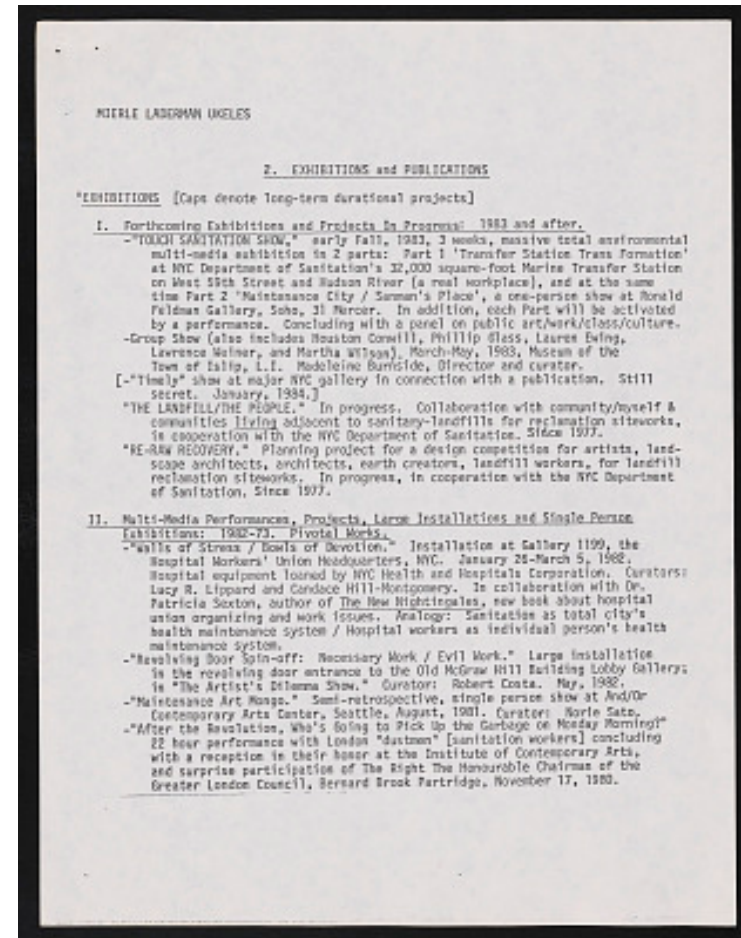 MIERLE LADERMAN UKELES
2. EXHIBITIONS and PUBLICATIONS
*EXHIBITIONS [Caps denote long-term durational projects]
I. Forthcoming Exhibitions and Projects In Progress: 1983 and after.
-"TOUCH SANITATION SHOW," early Fall, 1983, 3 weeks, massive total environmental
multi-media exhibition in 2 parts: Part 1 'Transfer Station Trans Formation'
at NYC Department of Sanitation's 32,000 square-foot Marine Transfer Station
on West 59th Street and Hudson River (a real workplace), and at the same
time Part 2 'Maintenance City / Sanman's Place', a one-person show at Ronald
Feldman Gallery, Soho, 31 Mercer. In addition, each Part will be activated
by a performance. Concluding with a panel on public art/work/class/culture.
-Group Show (also includes Houston Conwill, Phillip Glass, Lauren Ewing,
Lawrence Weiner, and Martha Wilson), March-May, 1983, Museum of the
Town of Islip, L.I. Madeleine Burnside, Director and curator.
[-"Timely" show at major NYC gallery in connection with a publication. Still
secret. January, 1984.]
"THE LANDFILL/THE PEOPLE." In progress. Collaboration with community/myself &
communities living adjacent to sanitary-landfills for reclamation siteworks,
in cooperation with the NYC Department of Sanitation. Since 1977.
"RE-RAW RECOVERY." Planning project for a design competition for artists, land-
scape architects, architects, earth creators, landfill workers, for landfill
reclamation siteworks. In progress, in cooperation with the NYC Department
of Sanitation. Since 1977.
II. Multi-Media Performances, Projects, Large Installations and Single Person
Exhibitions: 1982-73. Pivotal Works.
-"Walls of Stress / Bowls of Devotion." Installation at Gallery 1199, the
Hospital Workers' Union Headquarters, NYC. January 26-March 5, 1982.
Hospital equipment loaned by NYC Health and Hospitals Corporation. Curators:
Lucy R. Lippard and Candace Hill-Montgomery. In collaboration with Dr.
Patricia Sexton, author of The New Nightingales, new book about hospital
union organizing and work issues. Analogy: Sanitation as total city's
health maintenance system / Hospital workers as individual person's health
maintenance system.
-"Revolving Door Spin-off: Necessary Work / Evil Work." Large installation
in the revolving door entrance to the Old McGraw Hill Building Lobby Gallery;
in "The Artist's Dilemma Show." Curator: Robert Costa. May, 1982.
-"Maintenance Art Mongo." Semi-retrospective, single person show at And/Or
Contemporary Arts Center, Seattle, August, 1981. Curator: Norie Sato.
-"After the Revolution, Who's Going to Pick Up the Garbage on Monday Morning?"
22 hour performance with London "dustmen" [sanitation workers] concluding
with a reception in their honor at the Institute of Contemporary Arts,
and surprise participation of The Right The Honourable Chairman of the
Greater London Council, Bernard Brook Partridge, November 17, 1980.